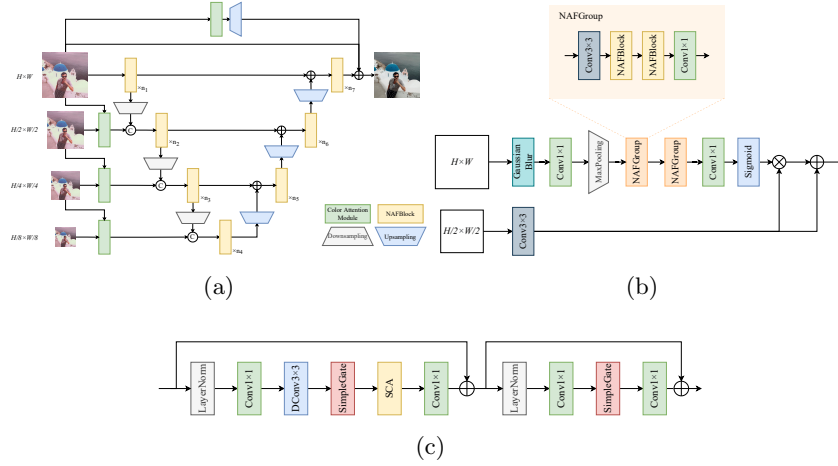 H×W
×n1
×n7
H/2×W/2
C
×n2
×n6
H/4×W/4
C
×n3
×n5
H/8×W/8
C
×n4
Color Attention
Module
NAFBlock
Downsampling
Upsampling
(a)
NAFGroup
Conv3×3
NAFBlock
NAFBlock
Conv1×1
H×W
Gaussian
Blur
Conv1×1
MaxPooling
NAFGroup
NAFGroup
Conv1×1
Sigmoid
H/2×W/2
Conv3×3
(b)
LayerNorm
Conv1×1
DConv3×3
SimpleGate
SCA
Conv1×1
LayerNorm
Conv1×1
SimpleGate
Conv1×1
(c)